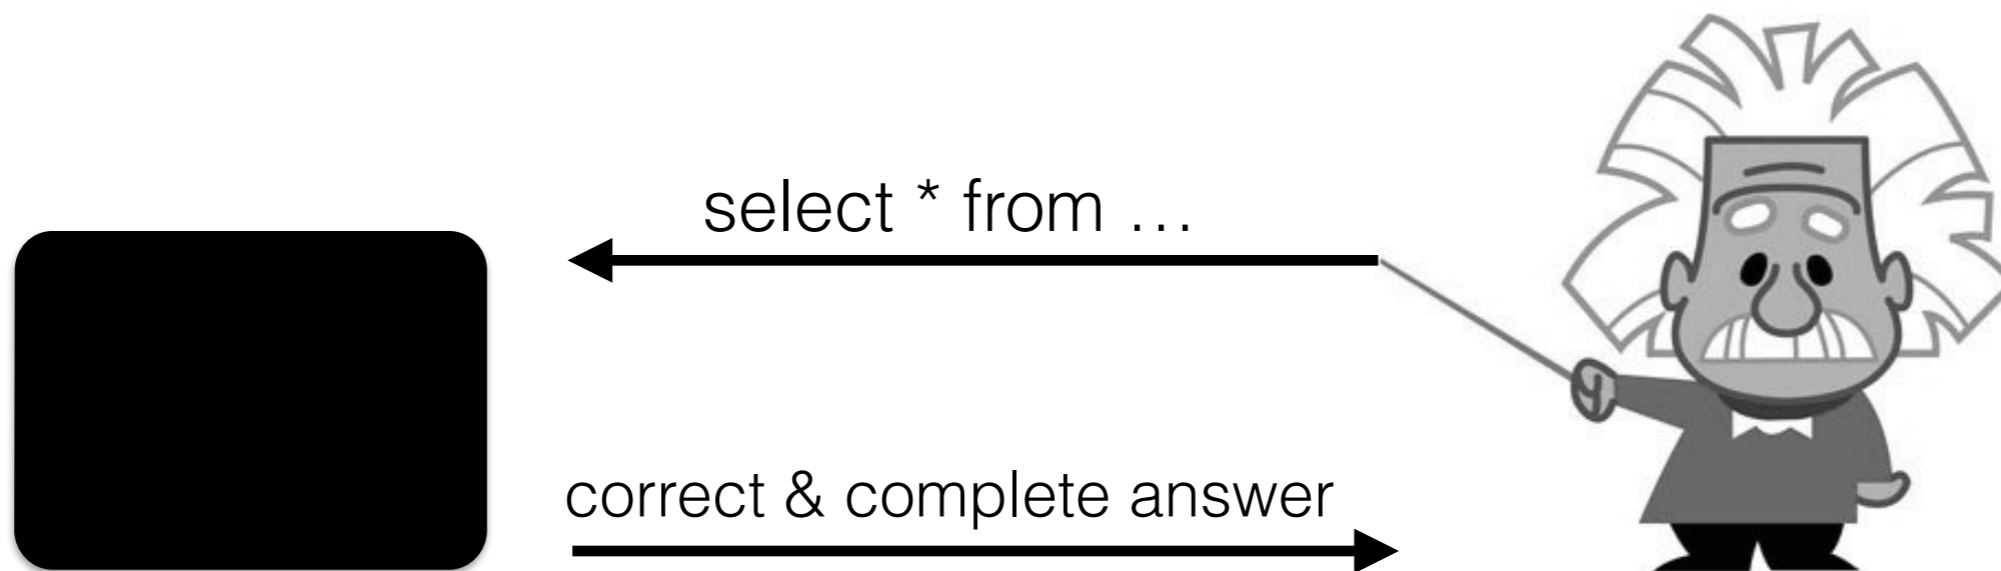 select * from …
correct & complete answer